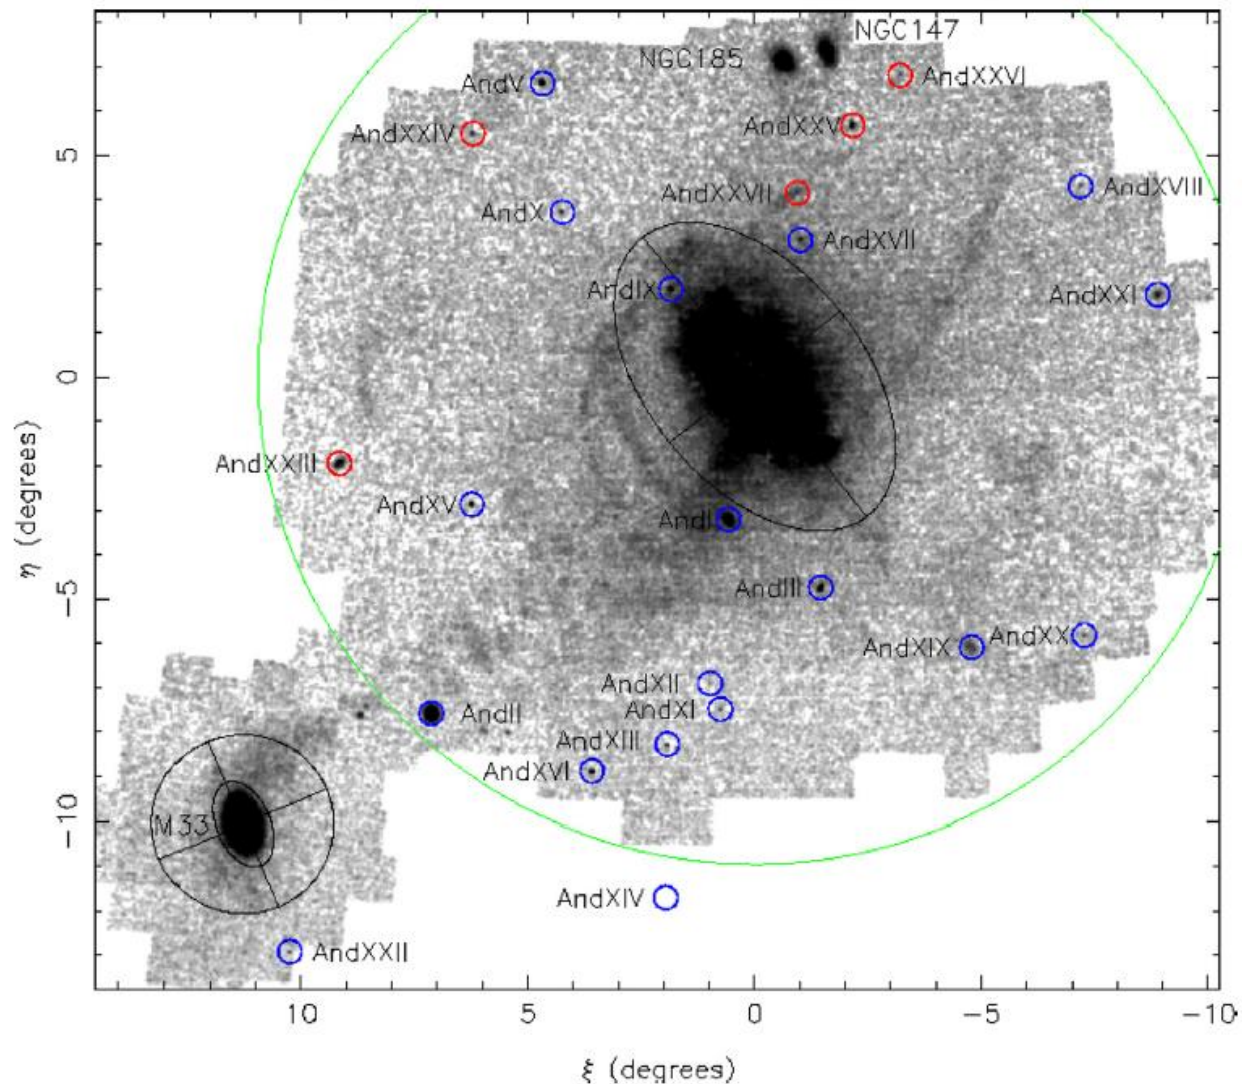 NGC147
NGC185
AndXXVI
AndV
AndXXV
AndXXIV
AndXVIII
AndXXVII
AndX
AndXVII
AndIX
AndXXI
AndXXIII
AndXV
AndI
AndIII
AndXIX
AndXX
AndXII
AndXI
AndII
AndXIII
AndXVI
M33
AndXIV
AndXXII
5
0
−5
−10
η (degrees)
10
5
0
−5
−10
ξ (degrees)